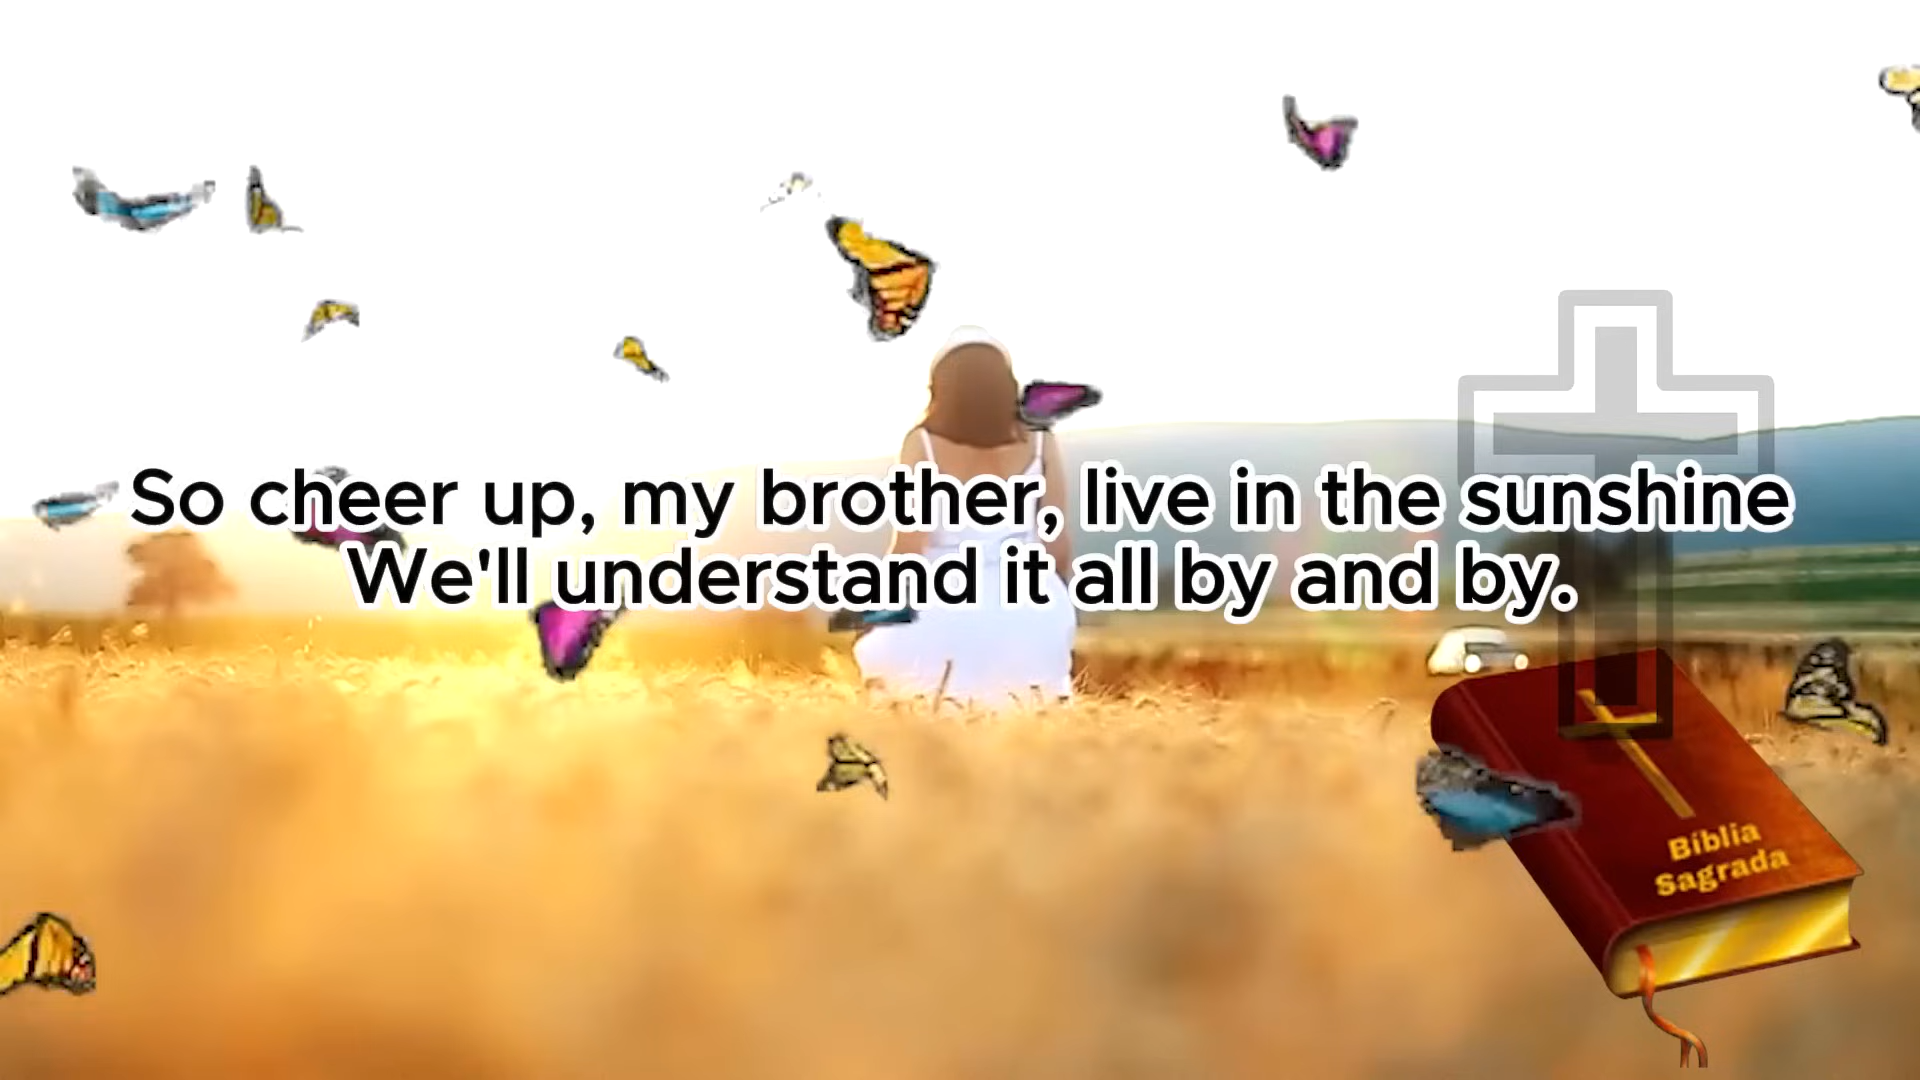 So cheer up, my brother, live in the sunshine
We'll understand it all by and by.
Bíblia
Sagrada